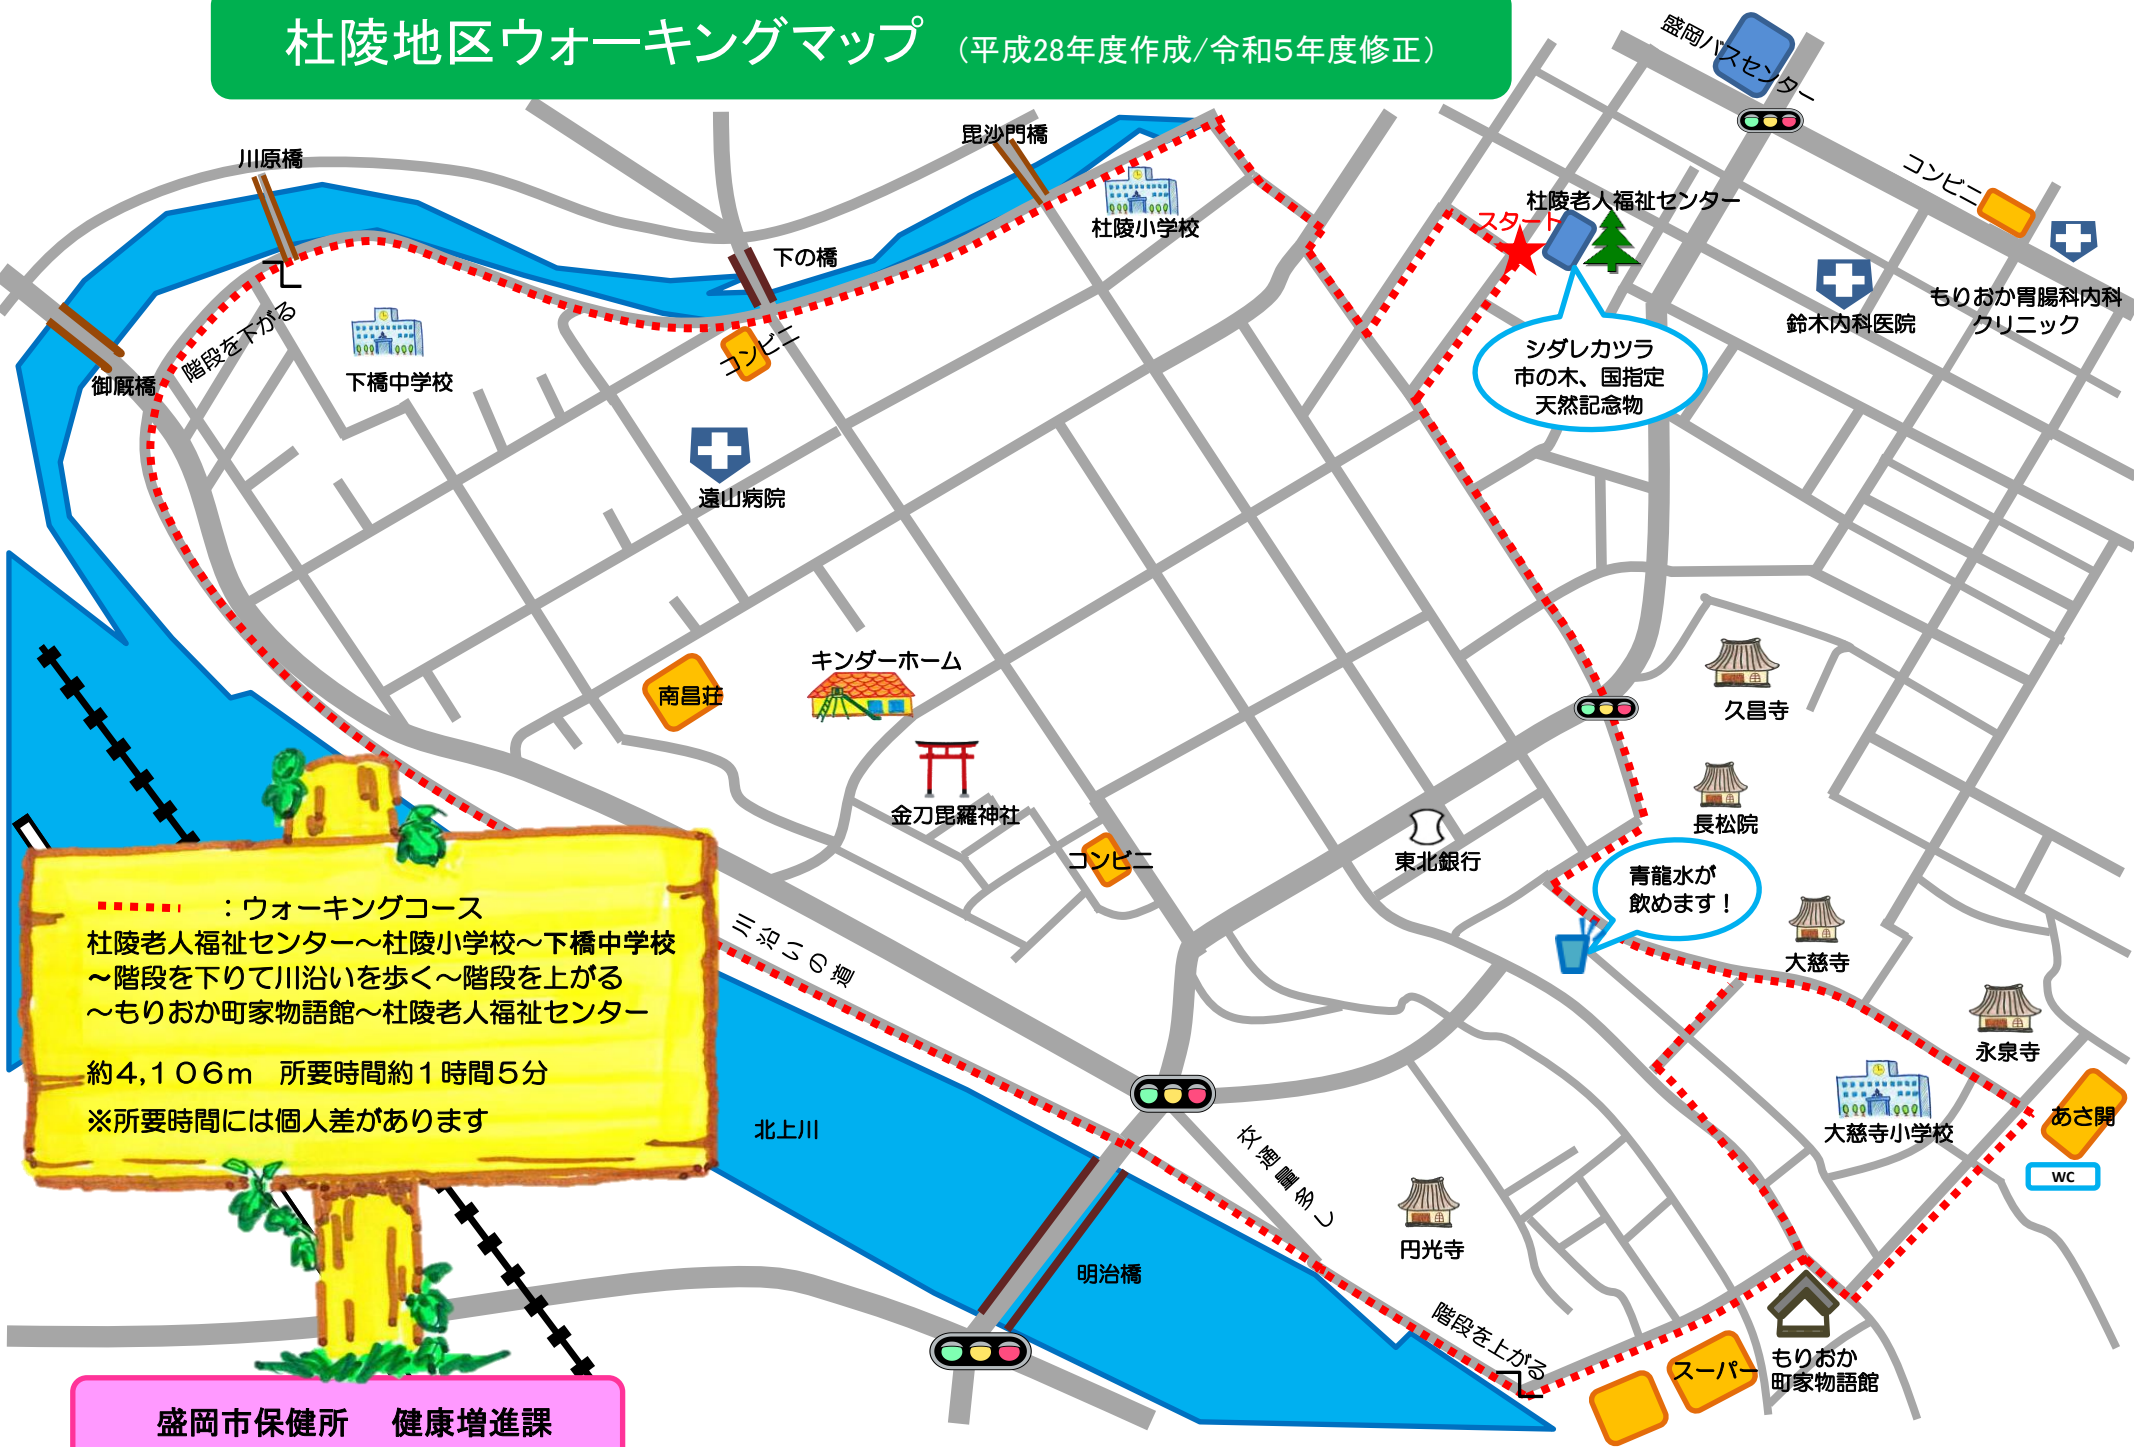 杜陵地区ウォーキングマップ （平成28年度作成/令和５年度修正）
盛岡バスセンター
コンビニ
毘沙門橋
川原橋
杜陵小学校
下の橋
スタート
杜陵老人福祉センター
鈴木内科医院
もりおか胃腸科内科
クリニック
シダレカツラ
市の木、国指定
天然記念物
階段を下がる
下橋中学校
御厩橋
コンビニ
遠山病院
キンダーホーム
南昌荘
金刀毘羅神社
コンビニ
東北銀行
久昌寺
長松院
青龍水が
飲めます！
大慈寺
永泉寺
大慈寺小学校
あさ開
WC
川沿いの道
：ウォーキングコース
杜陵老人福祉センター～杜陵小学校～下橋中学校
～階段を下りて川沿いを歩く～階段を上がる
～もりおか町家物語館～杜陵老人福祉センター
約４,１０６ｍ　所要時間約１時間５分
※所要時間には個人差があります
北上川
交通量多し
円光寺
明治橋
階段を上がる
スーパー
もりおか
町家物語館
盛岡市保健所　健康増進課